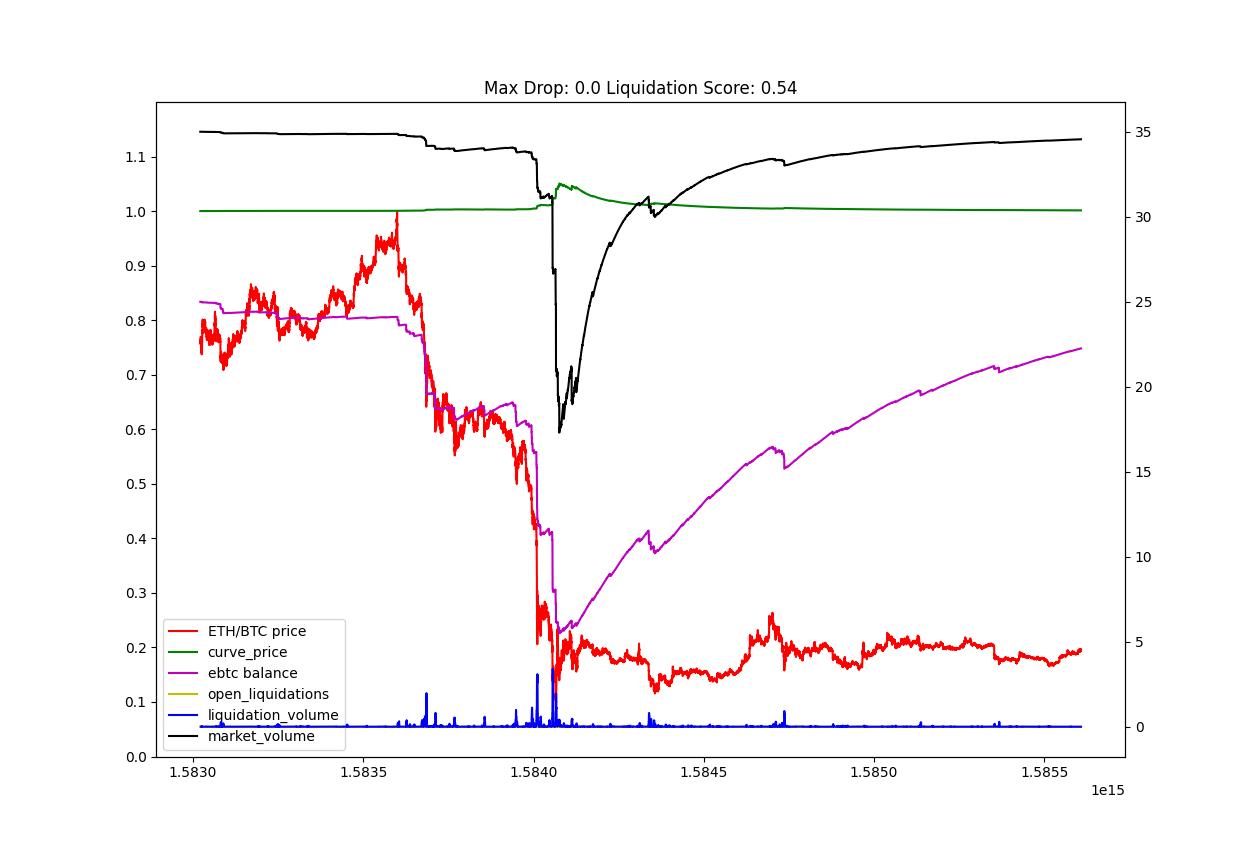 Max Drop: 0.0 Liquidation Score: 0.54
1.1
1.0
0.9
0.8
0.7
0.6
0.5
0.4
0.3
0.2
0.1
0.0
35
30
25
20
15
10
5
0
ETH/BTC price
curve_price
ebtc balance
open_liquidations
liquidation_volume
market_volume
1.5830 1.5835 1.5840 1.5845 1.5850 1.5855
1e15